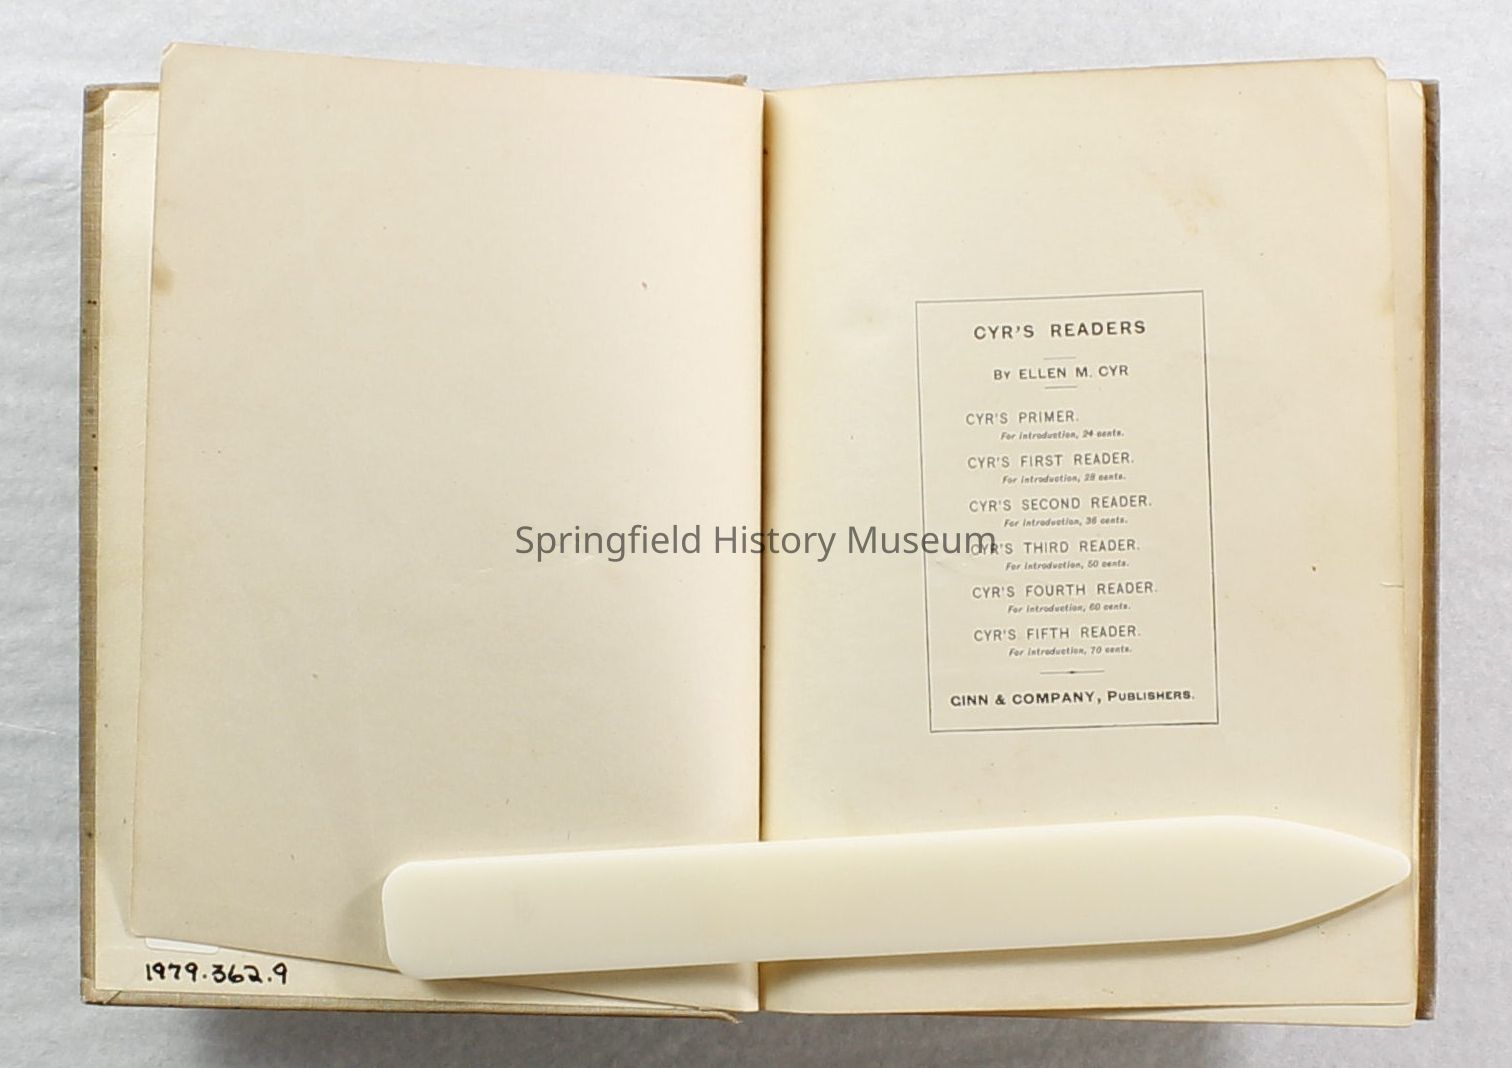 CYR'S READERS
BY ELLEN M. CYR
CYR'S PRIMER.
For introduction, 24 cents.
CYR'S FIRST READER.
For introduction, 28 cents.
CYR'S SECOND READER.
For introduction, 36 cents.
CYR'S THIRD READER.
For introduction, 50 cents.
CYR'S FOURTH READER.
For introduction, 60 cents.
CYR'S FIFTH READER.
For introduction, 70 cents.
GINN & COMPANY, PUBLISHERS.
Springfield History Museum
1979.362.9